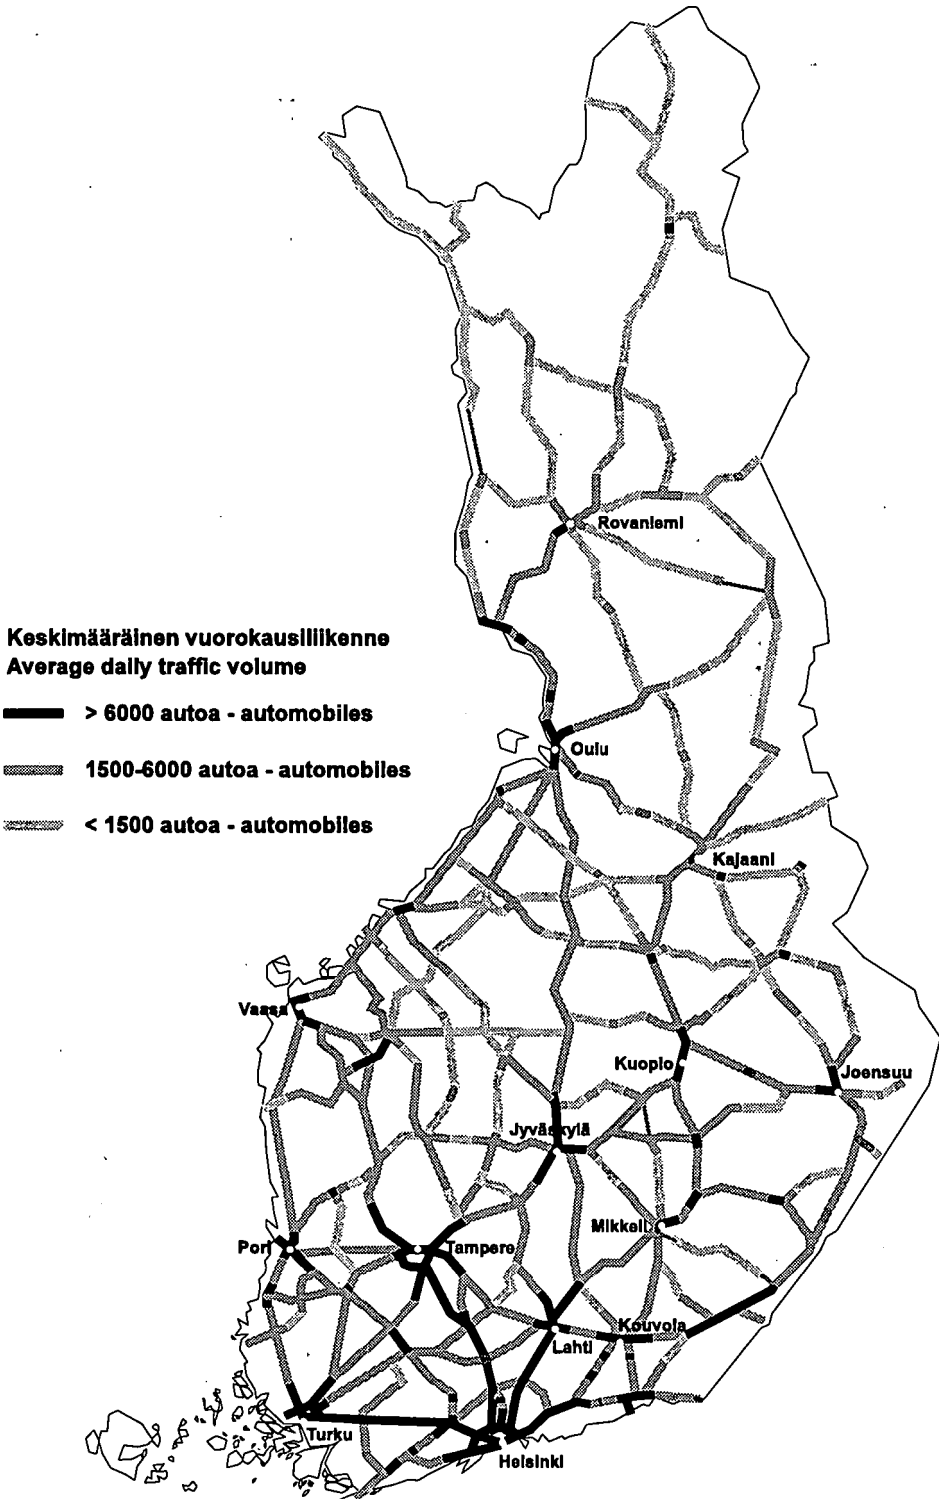 Rovaniemi
Keskimääräinen vuorokausiliikenne
Average daily traffic volume
> 6000 autoa - automobiles
1500-6000 autoa - automobiles
< 1500 autoa - automobiles
Oulu
Kajaani
Vaasa
Kuopio
Joensuu
Jyväskylä
Mikkeli
Pori
Tampere
Kouvola
Lahti
Turku
Helsinki